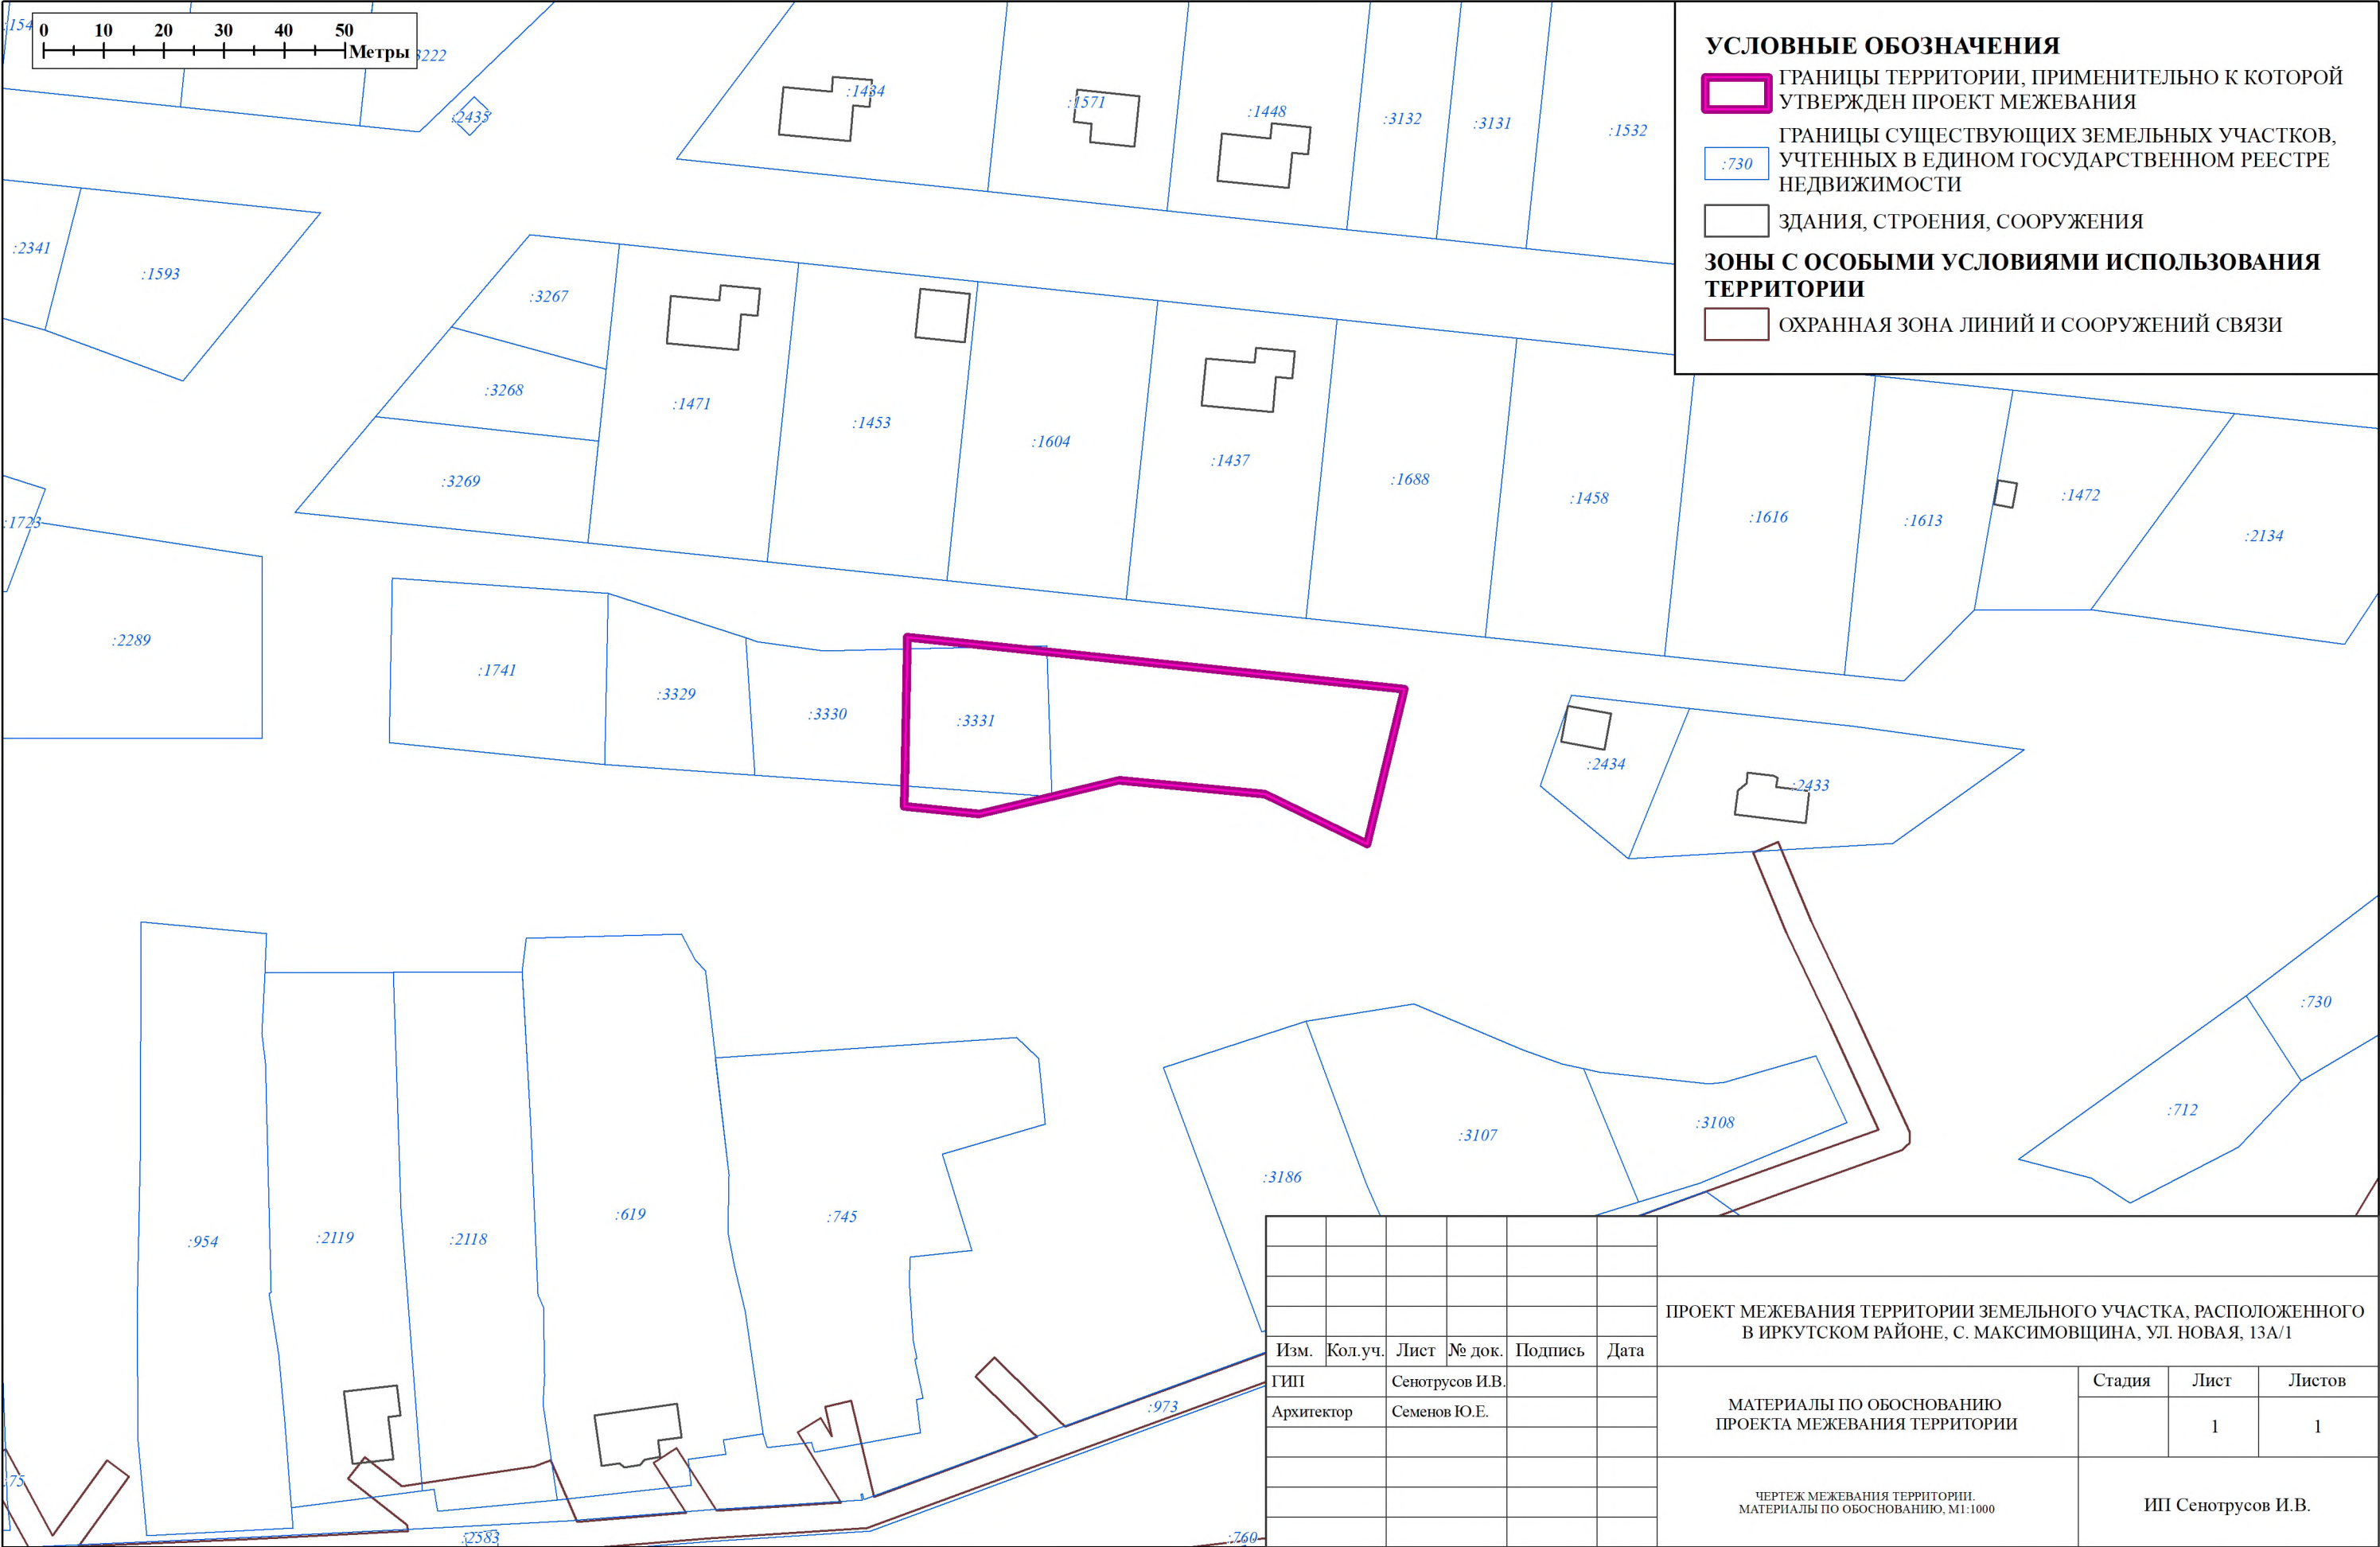 :154
0 10 20 30 40 50
Метры
:3222
:2435
:1434
:1571
:1448
:3132
:3131
:1532
УСЛОВНЫЕ ОБОЗНАЧЕНИЯ
ГРАНИЦЫ ТЕРРИТОРИИ, ПРИМЕНИТЕЛЬНО К КОТОРОЙ
УТВЕРЖДЕН ПРОЕКТ МЕЖЕВАНИЯ
ГРАНИЦЫ СУЩЕСТВУЮЩИХ ЗЕМЕЛЬНЫХ УЧАСТКОВ,
:730 УЧТЕННЫХ В ЕДИНОМ ГОСУДАРСТВЕННОМ РЕЕСТРЕ
НЕДВИЖИМОСТИ
ЗДАНИЯ, СТРОЕНИЯ, СООРУЖЕНИЯ
ЗОНЫ С ОСОБЫМИ УСЛОВИЯМИ ИСПОЛЬЗОВАНИЯ
ТЕРРИТОРИИ
ОХРАННАЯ ЗОНА ЛИНИЙ И СООРУЖЕНИЙ СВЯЗИ
:2341
:1593
:3267
:3268
:3269
:1471
:1453
:1604
:1437
:1688
:1458
:1616
:1613
:1472
:2134
:1723
:2289
:1741
:3329
:3330
:3331
:2434
:2433
:730
:712
:3108
:3107
:3186
:954
:2119
:2118
:619
:745
:973
:75
:2583
:760
ПРОЕКТ МЕЖЕВАНИЯ ТЕРРИТОРИИ ЗЕМЕЛЬНОГО УЧАСТКА, РАСПОЛОЖЕННОГО
В ИРКУТСКОМ РАЙОНЕ, С. МАКСИМОВЩИНА, УЛ. НОВАЯ, 13А/1
Изм. Кол.уч. Лист № док. Подпись Дата
ГИП Сенотрусов И.В.
Архитектор Семенов Ю.Е.
МАТЕРИАЛЫ ПО ОБОСНОВАНИЮ
ПРОЕКТА МЕЖЕВАНИЯ ТЕРРИТОРИИ
Стадия Лист Листов
1 1
ЧЕРТЕЖ МЕЖЕВАНИЯ ТЕРРИТОРИИ.
МАТЕРИАЛЫ ПО ОБОСНОВАНИЮ, М1:1000
ИП Сенотрусов И.В.